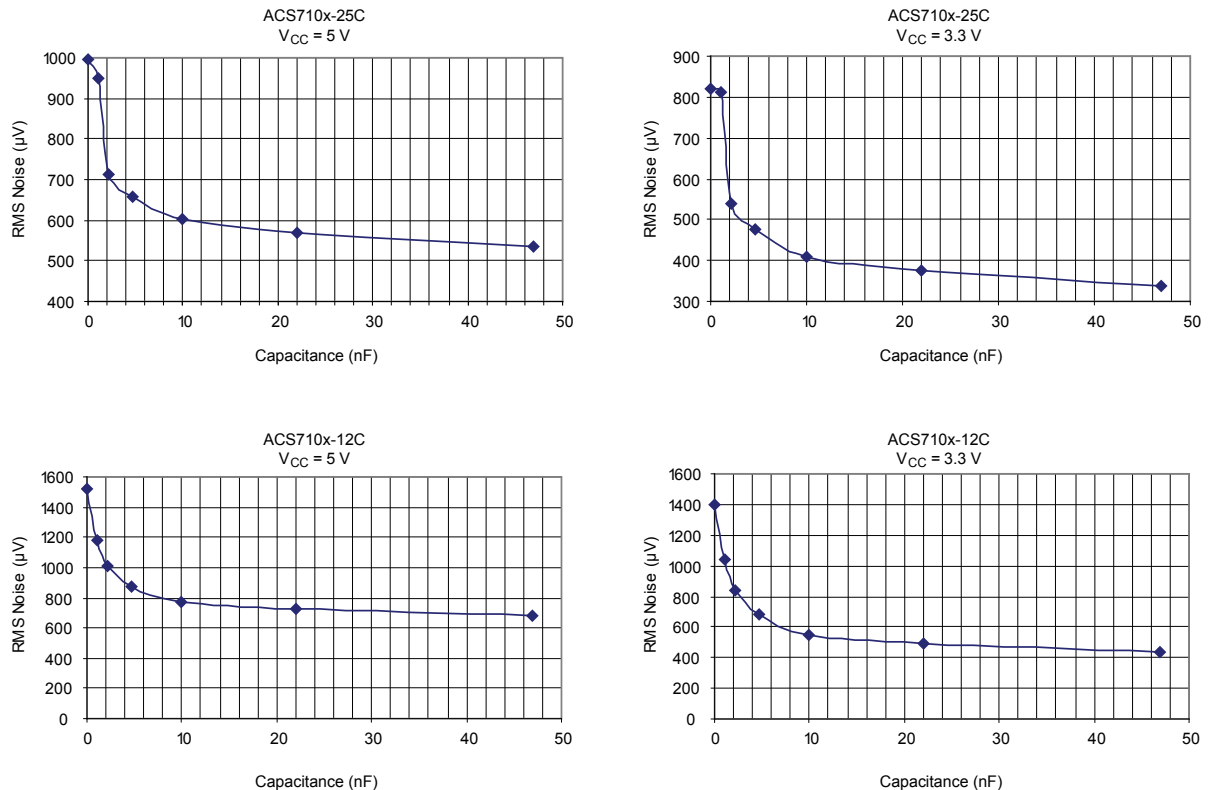 ACS710x-25C
V_CC = 5 V
1000
900
800
700
600
500
400
RMS Noise (µV)
0 10 20 30 40 50
Capacitance (nF)
ACS710x-25C
V_CC = 3.3 V
900
800
700
600
500
400
300
RMS Noise (µV)
0 10 20 30 40 50
Capacitance (nF)
ACS710x-12C
V_CC = 5 V
1600
1400
1200
1000
800
600
400
200
0
RMS Noise (µV)
0 10 20 30 40 50
Capacitance (nF)
ACS710x-12C
V_CC = 3.3 V
1600
1400
1200
1000
800
600
400
200
0
RMS Noise (µV)
0 10 20 30 40 50
Capacitance (nF)